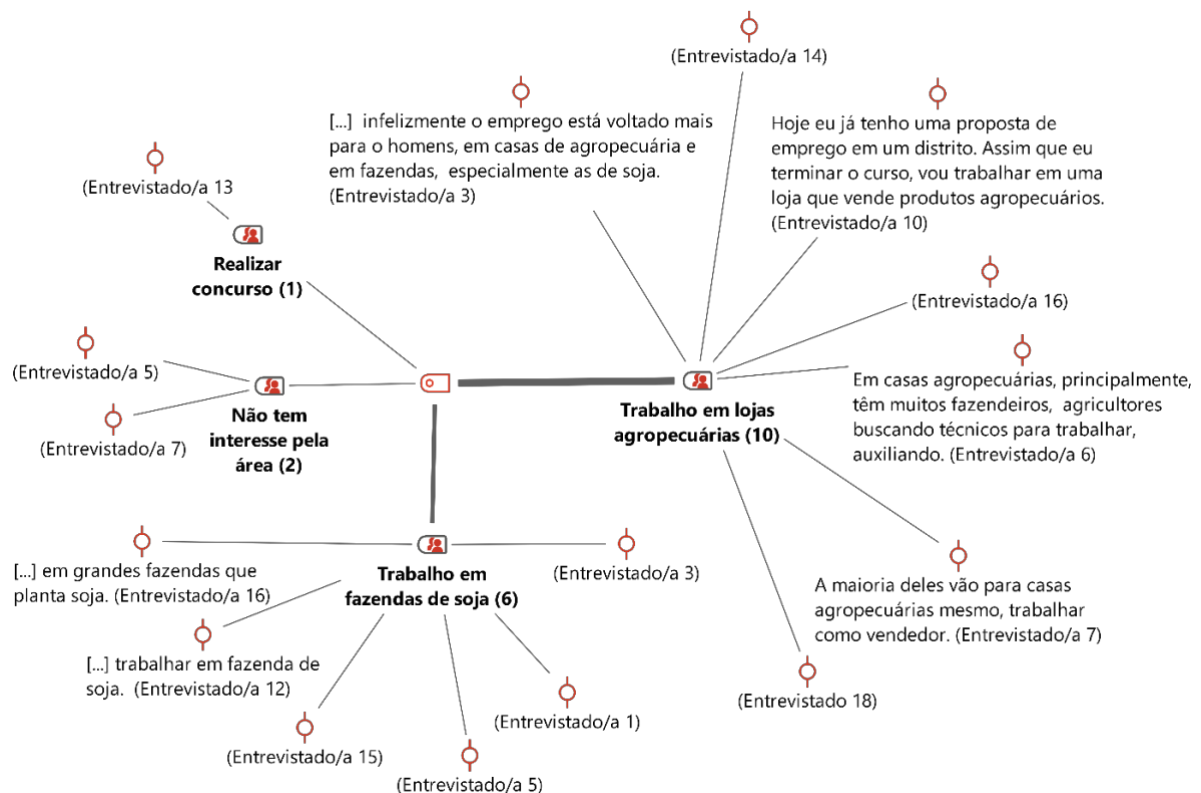 (Entrevistado/a 14)
[...] infelizmente o emprego está voltado mais
para o homens, em casas de agropecuária e
em fazendas, especialmente as de soja.
(Entrevistado/a 3)
Hoje eu já tenho uma proposta de
emprego em um distrito. Assim que eu
terminar o curso, vou trabalhar em uma
loja que vende produtos agropecuários.
(Entrevistado/a 10)
(Entrevistado/a 13
Realizar
concurso (1)
(Entrevistado/a 16)
(Entrevistado/a 5)
(Entrevistado/a 7)
Não tem
interesse pela
área (2)
Trabalho em lojas
agropecuárias (10)
Em casas agropecuárias, principalmente,
têm muitos fazendeiros, agricultores
buscando técnicos para trabalhar,
auxiliando. (Entrevistado/a 6)
[...] em grandes fazendas que
planta soja. (Entrevistado/a 16)
Trabalho em
fazendas de soja (6)
(Entrevistado/a 3)
A maioria deles vão para casas
agropecuárias mesmo, trabalhar
como vendedor. (Entrevistado/a 7)
[...] trabalhar em fazenda de
soja. (Entrevistado/a 12)
(Entrevistado 18)
(Entrevistado/a 1)
(Entrevistado/a 15)
(Entrevistado/a 5)